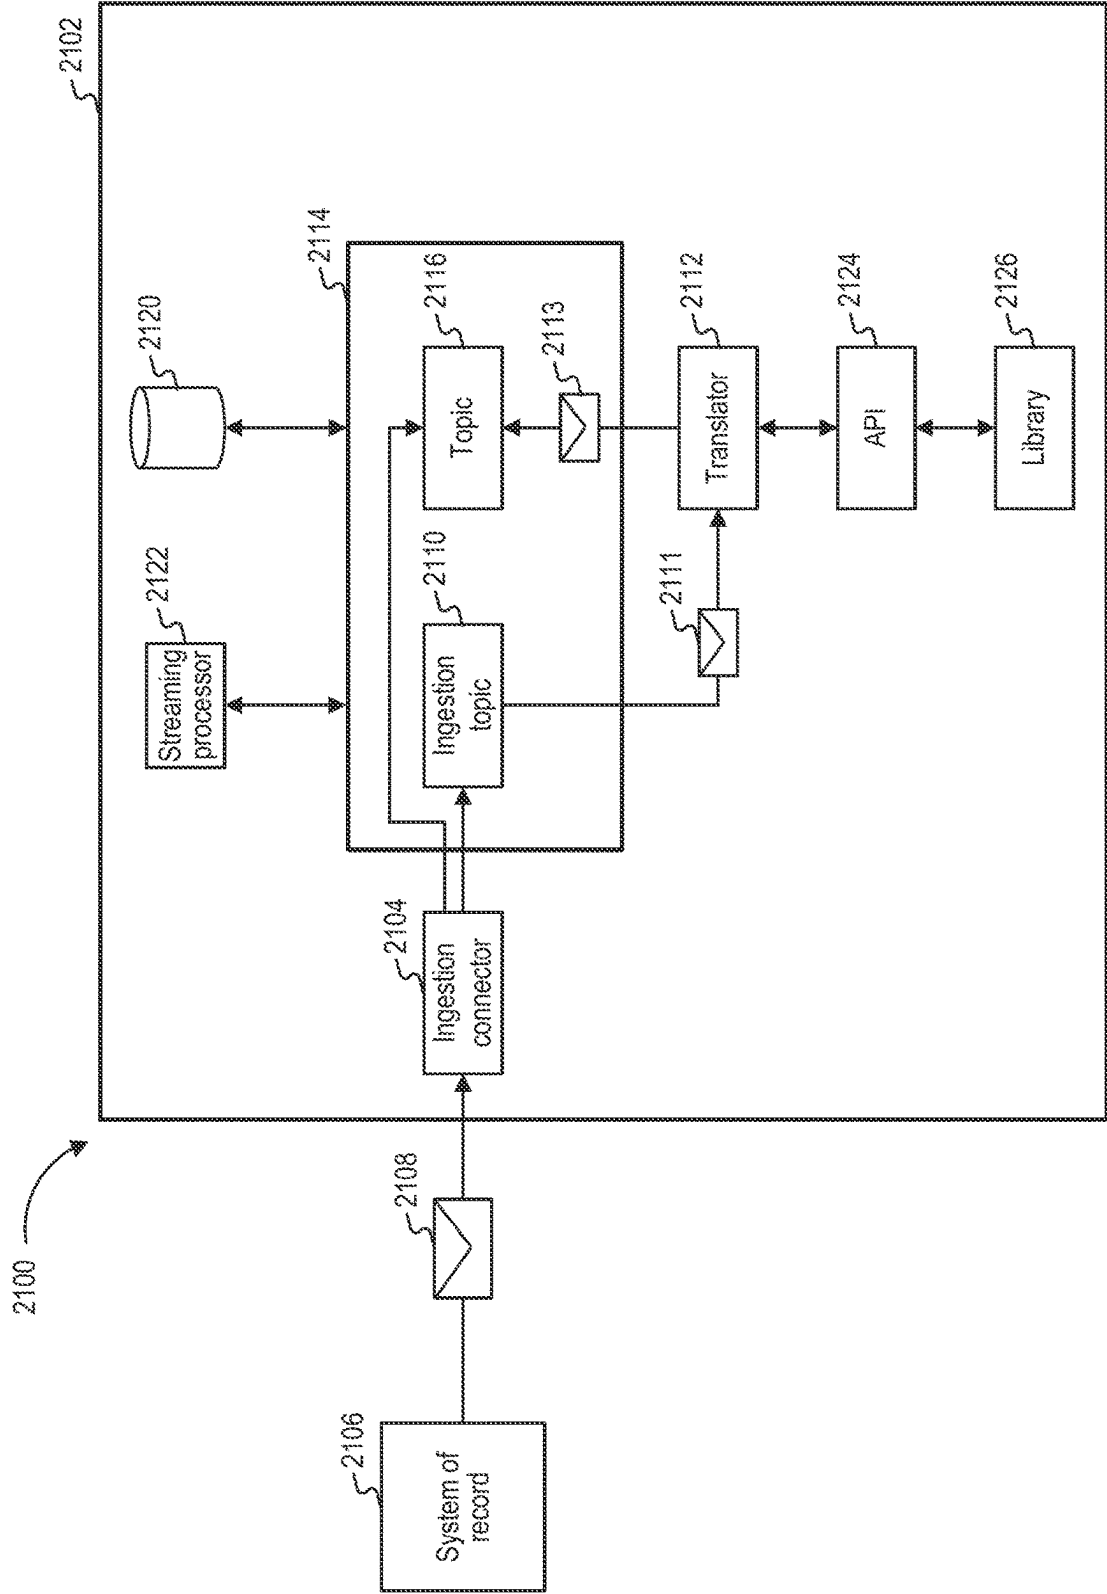 2100
2102
2122
Streaming
processor
2120
2114
2106
System of
record
2108
2104
Ingestion
connector
2110
Ingestion
topic
2116
Topic
2113
2111
2112
Translator
2124
API
2126
Library